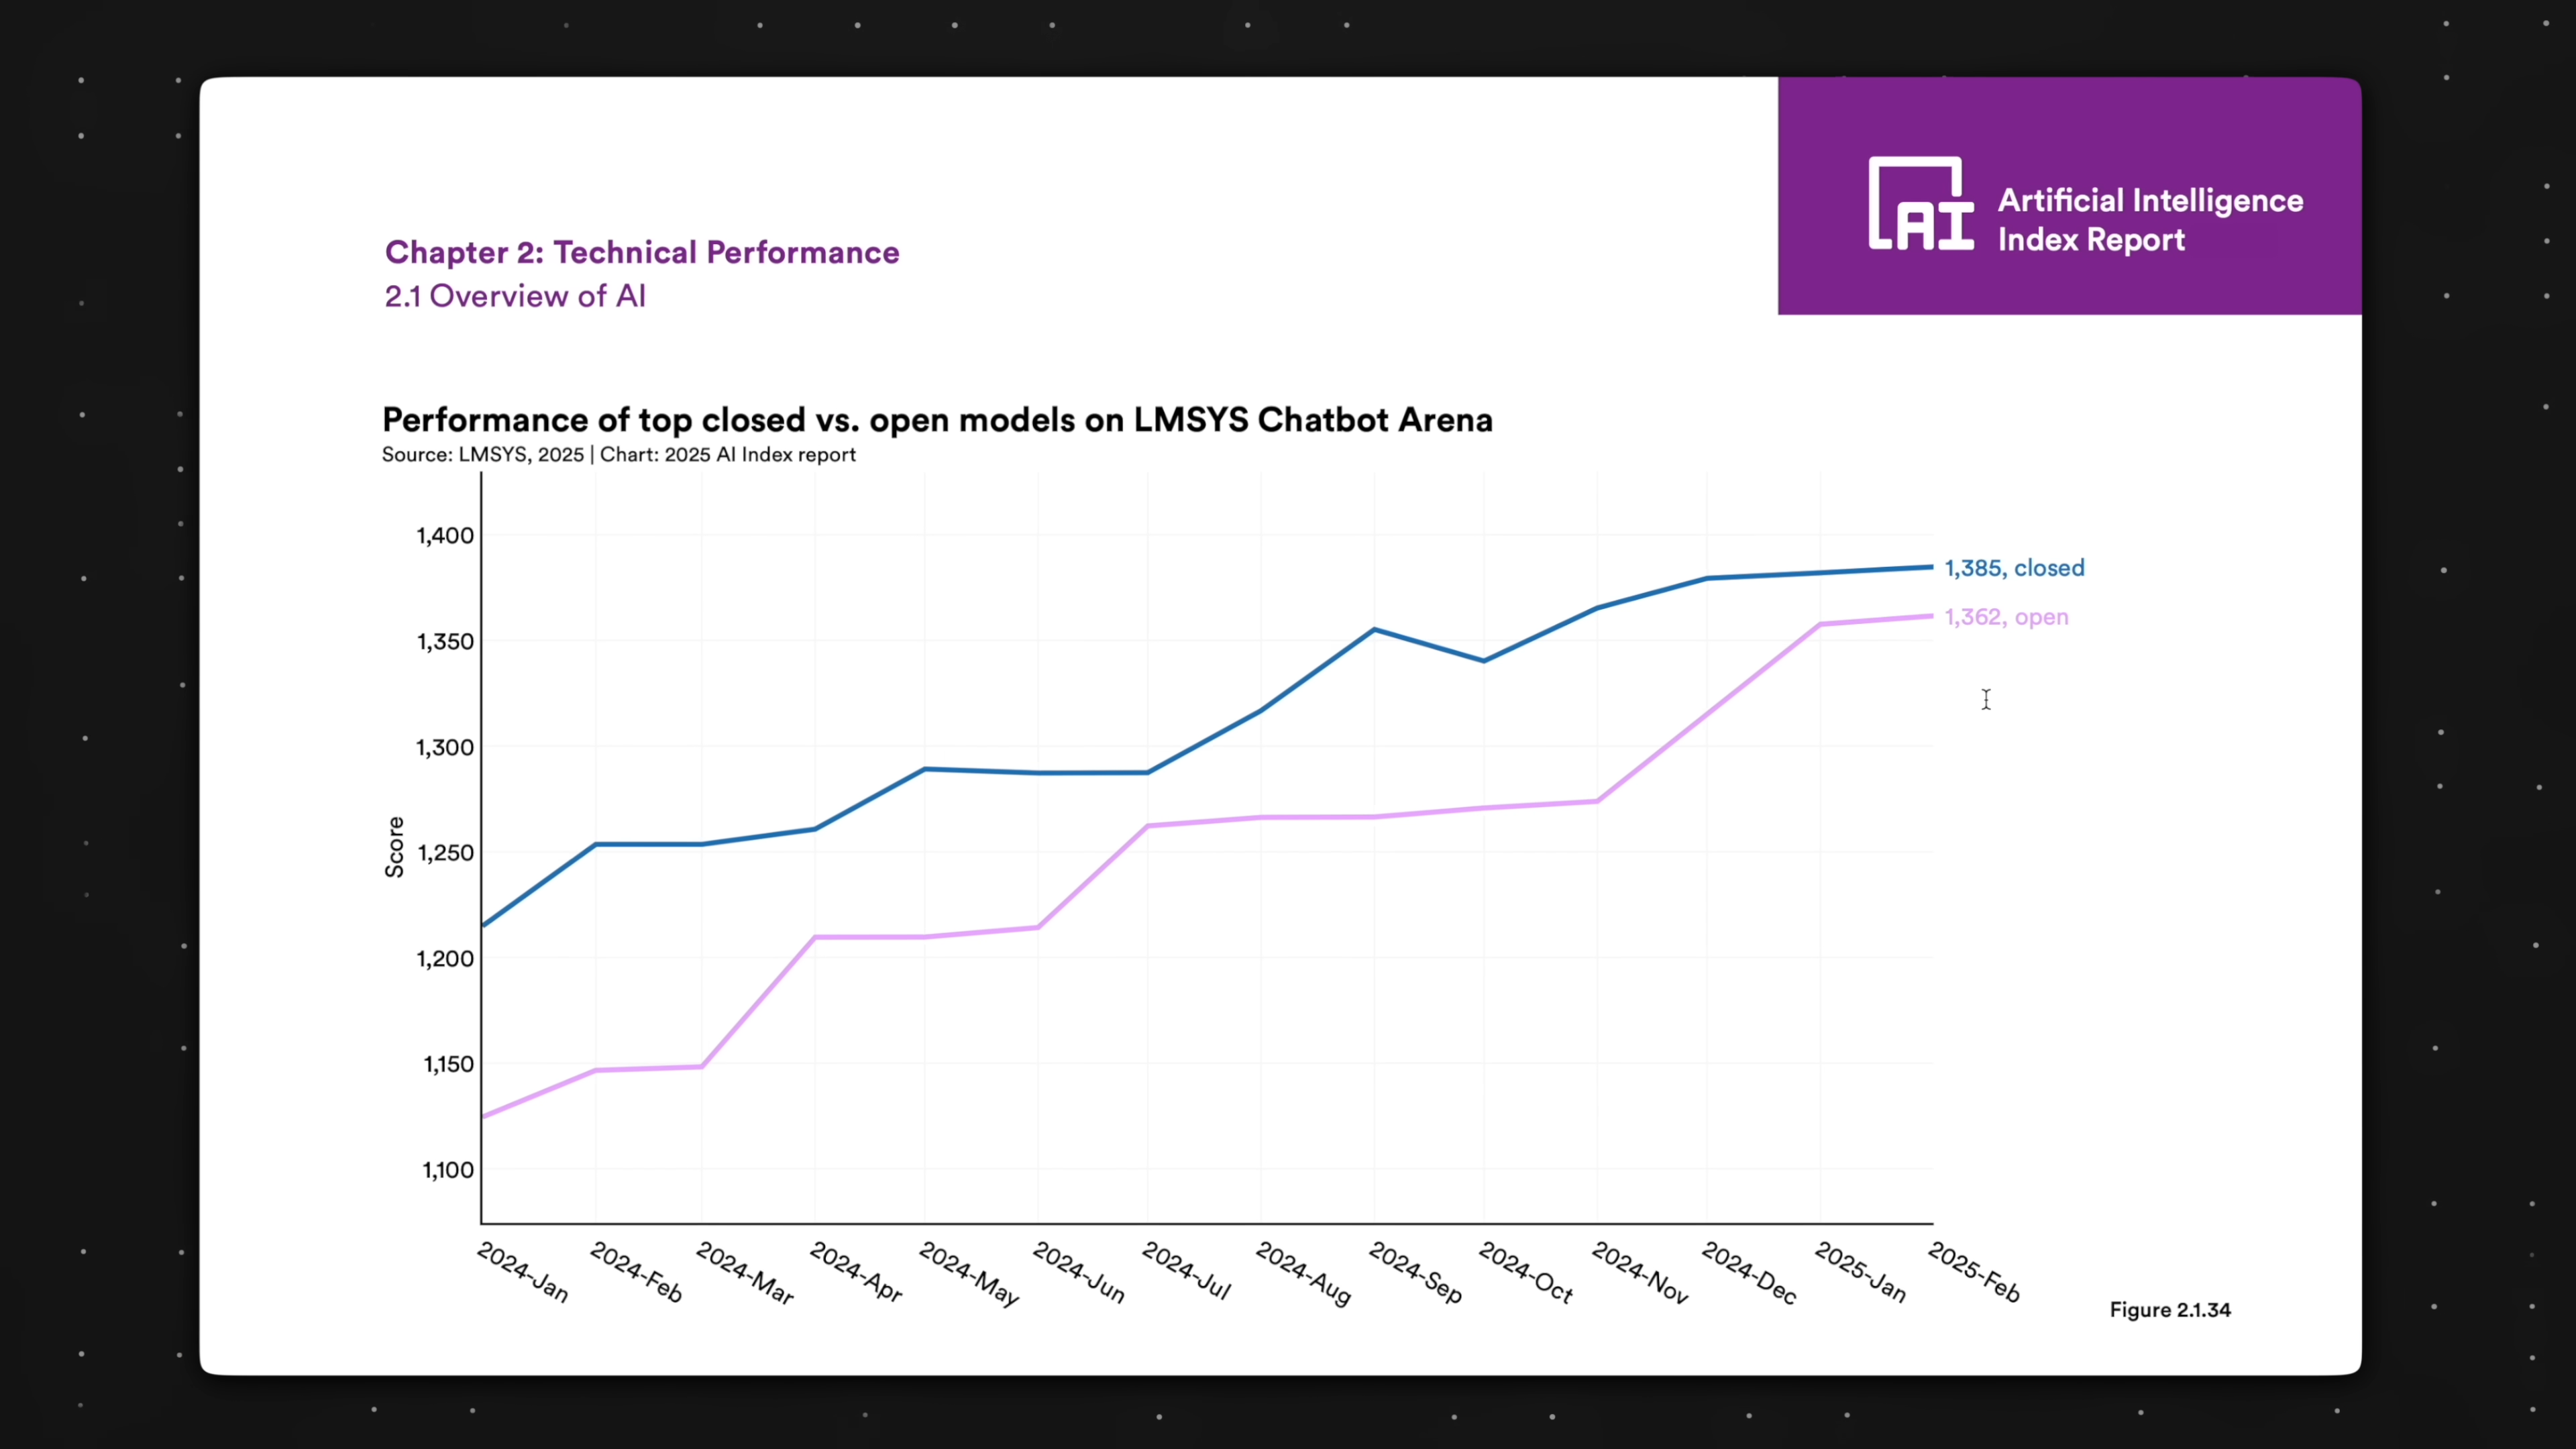 Artificial Intelligence
Index Report
Chapter 2: Technical Performance
2.1 Overview of AI
Performance of top closed vs. open models on LMSYS Chatbot Arena
Source: LMSYS, 2025 | Chart: 2025 AI Index report
1,400
1,350
1,300
1,250
1,200
1,150
1,100
Score
1,385, closed
1,362, open
2024-Jan
2024-Feb
2024-Mar
2024-Apr
2024-May
2024-Jun
2024-Jul
2024-Aug
2024-Sep
2024-Oct
2024-Nov
2024-Dec
2025-Jan
2025-Feb
Figure 2.1.34
AI